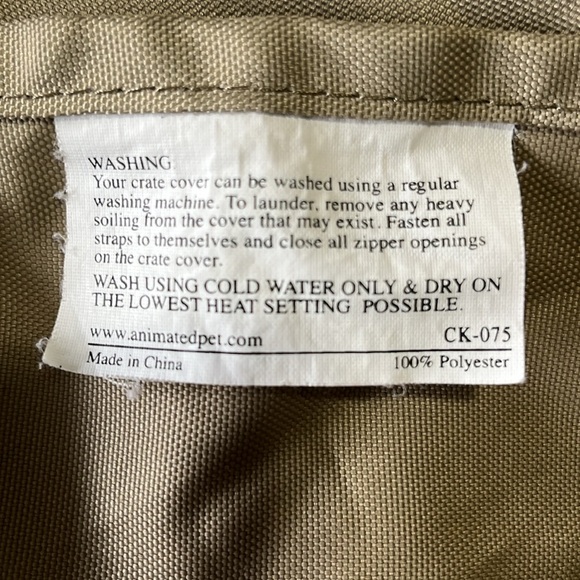 WASHING
Your crate cover can be washed using a regular
washing machine. To launder, remove any heavy
soiling from the cover that may exist. Fasten all
straps to themselves and close all zipper openings
on the crate cover.
WASH USING COLD WATER ONLY & DRY ON
THE LOWEST HEAT SETTING POSSIBLE.
www.animatedpet.com CK-075
Made in China 100% Polyester